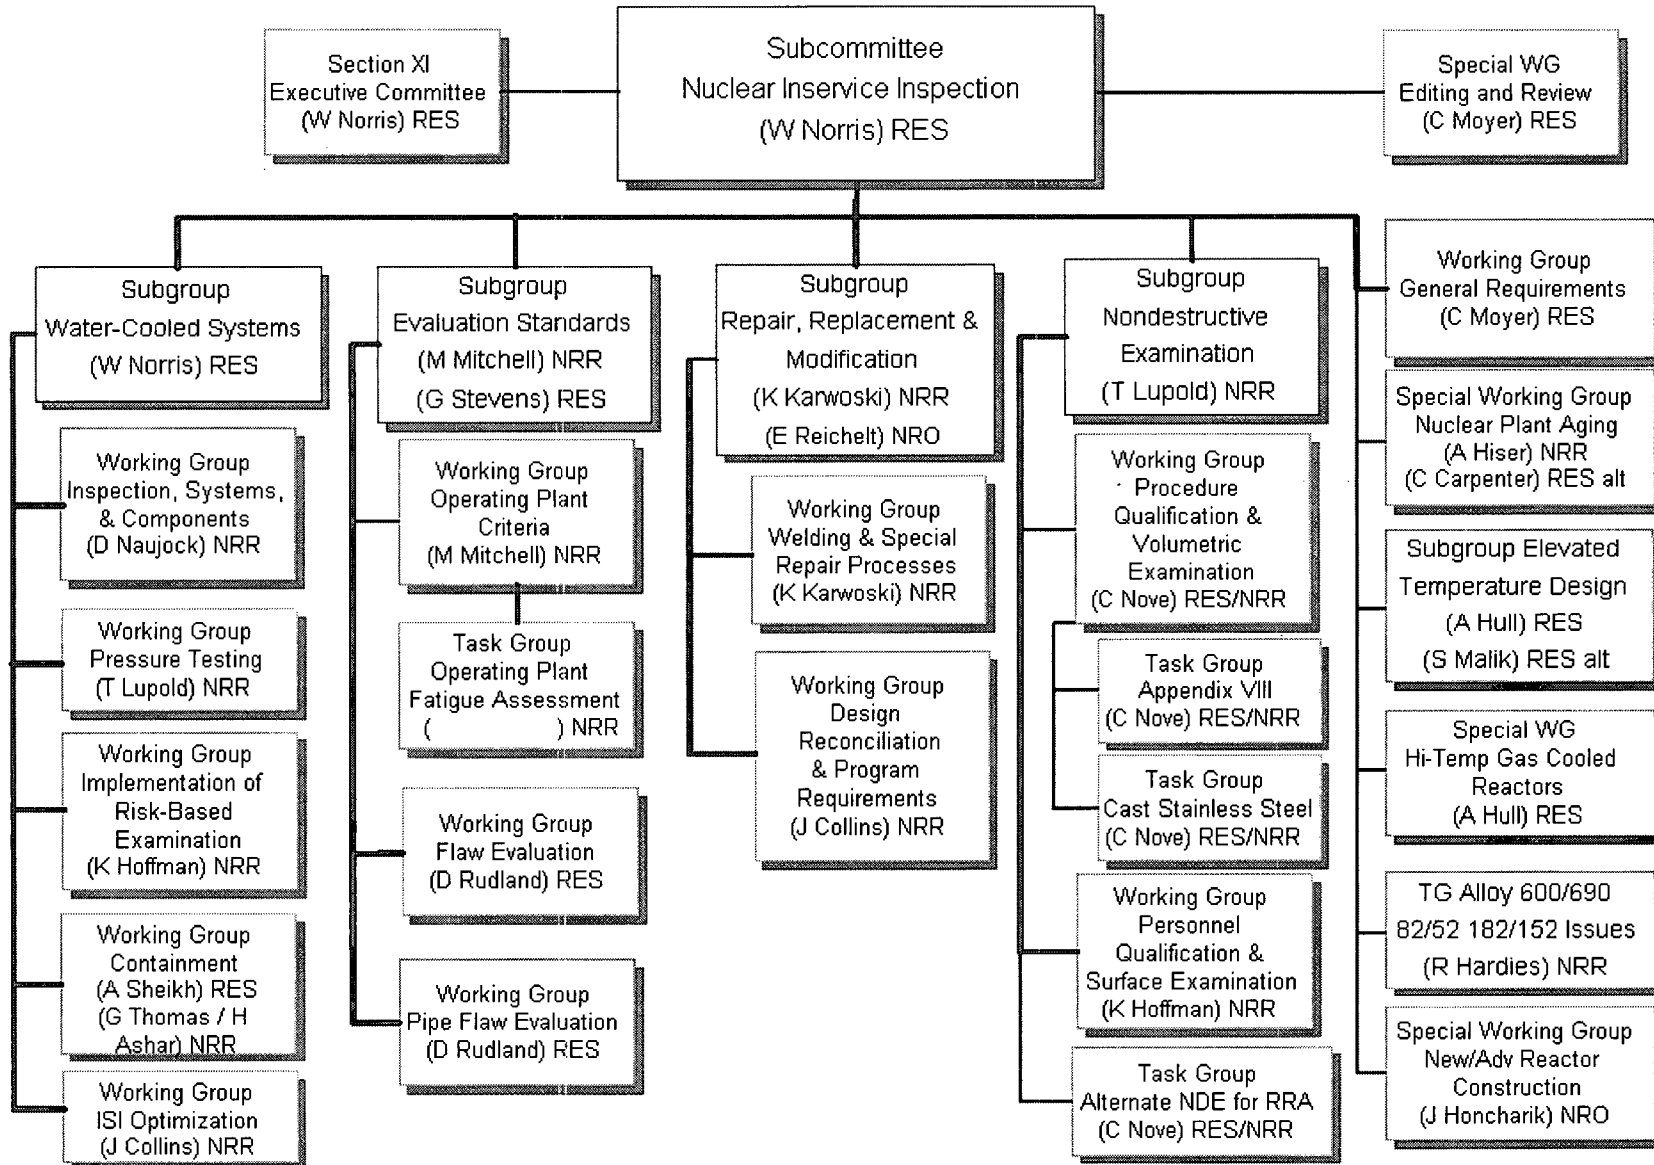 Section XI
Executive Committee
(W Norris) RES
Subcommittee
Nuclear Inservice Inspection
(W Norris) RES
Special WG
Editing and Review
(C Moyer) RES
Subgroup
Water-Cooled Systems
(W Norris) RES
Working Group
Inspection, Systems,
& Components
(D Naujock) NRR
Working Group
Pressure Testing
(T Lupold) NRR
Working Group
Implementation of
Risk-Based
Examination
(K Hoffman) NRR
Working Group
Containment
(A Sheikh) RES
(G Thomas / H
Ashar) NRR
Working Group
ISI Optimization
(J Collins) NRR
Subgroup
Evaluation Standards
(M Mitchell) NRR
(G Stevens) RES
Working Group
Operating Plant
Criteria
(M Mitchell) NRR
Task Group
Operating Plant
Fatigue Assessment
( ) NRR
Working Group
Flaw Evaluation
(D Rudland) RES
Working Group
Pipe Flaw Evaluation
(D Rudland) RES
Subgroup
Repair, Replacement &
Modification
(K Karwoski) NRR
(E Reichelt) NRO
Working Group
Welding & Special
Repair Processes
(K Karwoski) NRR
Working Group
Design
Reconciliation
& Program
Requirements
(J Collins) NRR
Subgroup
Nondestructive
Examination
(T Lupold) NRR
Working Group
Procedure
Qualification &
Volumetric
Examination
(C Nove) RES/NRR
Task Group
Appendix VIII
(C Nove) RES/NRR
Task Group
Cast Stainless Steel
(C Nove) RES/NRR
Working Group
Personnel
Qualification &
Surface Examination
(K Hoffman) NRR
Task Group
Alternate NDE for RRA
(C Nove) RES/NRR
Working Group
General Requirements
(C Moyer) RES
Special Working Group
Nuclear Plant Aging
(A Hiser) NRR
(C Carpenter) RES alt
Subgroup Elevated
Temperature Design
(A Hull) RES
(S Malik) RES alt
Special WG
Hi-Temp Gas Cooled
Reactors
(A Hull) RES
TG Alloy 600/690
82/52 182/152 Issues
(R Hardies) NRR
Special Working Group
New/Adv Reactor
Construction
(J Honcharik) NRO